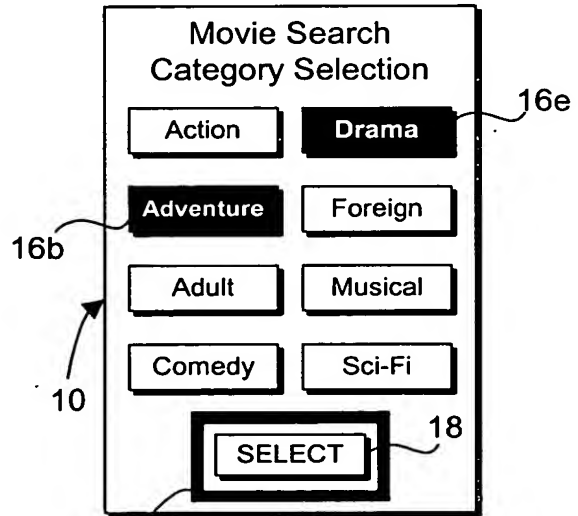 Movie Search
Category Selection
16e
Action Drama
Adventure Foreign
16b
Adult Musical
Comedy Sci-Fi
10
18
SELECT